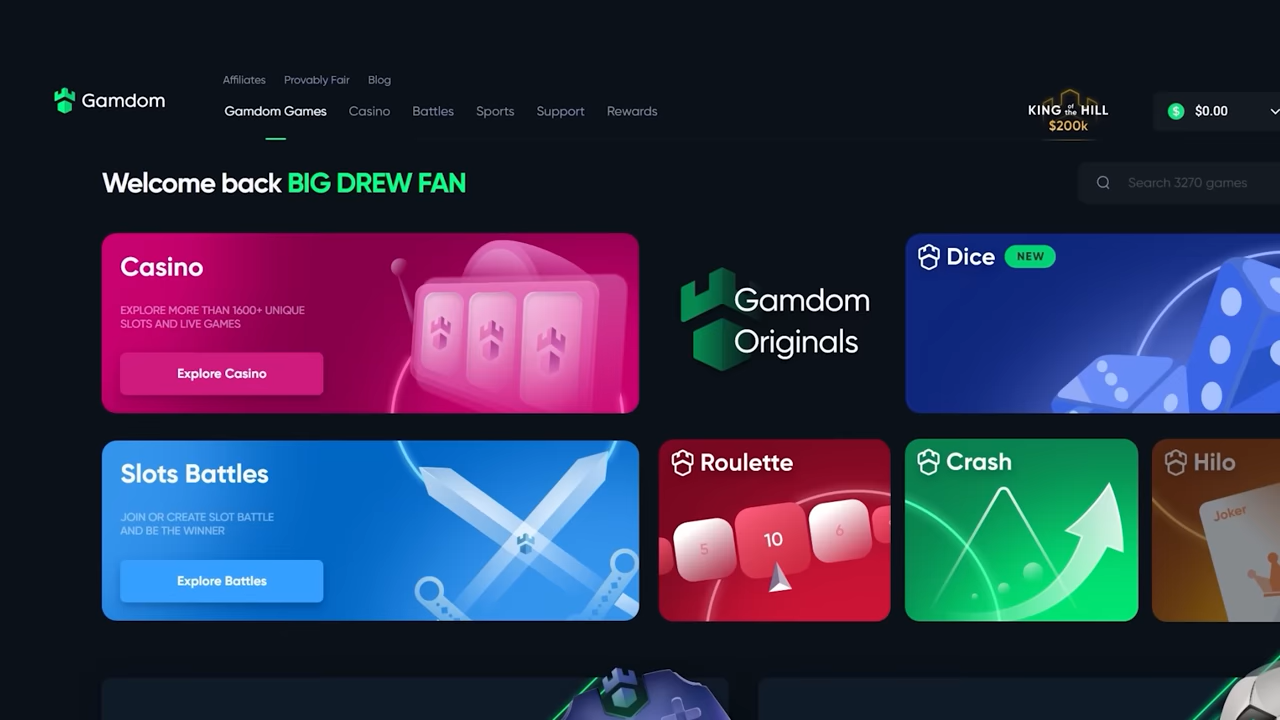 Affiliates Provably Fair Blog
Gamdom
Gamdom Games Casino Battles Sports Support Rewards
KING of the HILL
$200k
$ $0.00
Welcome back BIG DREW FAN
Search 3270 games
Casino
EXPLORE MORE THAN 1600+ UNIQUE
SLOTS AND LIVE GAMES
Explore Casino
Gamdom
Originals
Dice NEW
Slots Battles
JOIN OR CREATE SLOT BATTLE
AND BE THE WINNER
Explore Battles
Roulette
5 10 6
Crash
Hilo
Joker